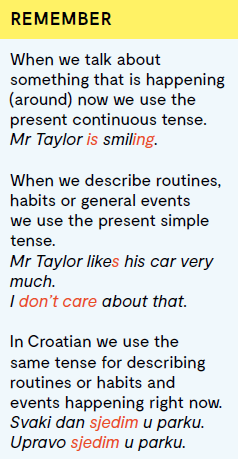 REMEMBER
When we talk about
something that is happening
(around) now we use the
present continuous tense.
Mr Taylor is smiling.
When we describe routines,
habits or general events
we use the present simple
tense.
Mr Taylor likes his car very
much.
I don't care about that.
In Croatian we use the
same tense for describing
routines or habits and
events happening right now.
Svaki dan sjedim u parku.
Upravo sjedim u parku.